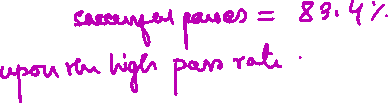 successful passes = 89.4%
upon the high pass rate.